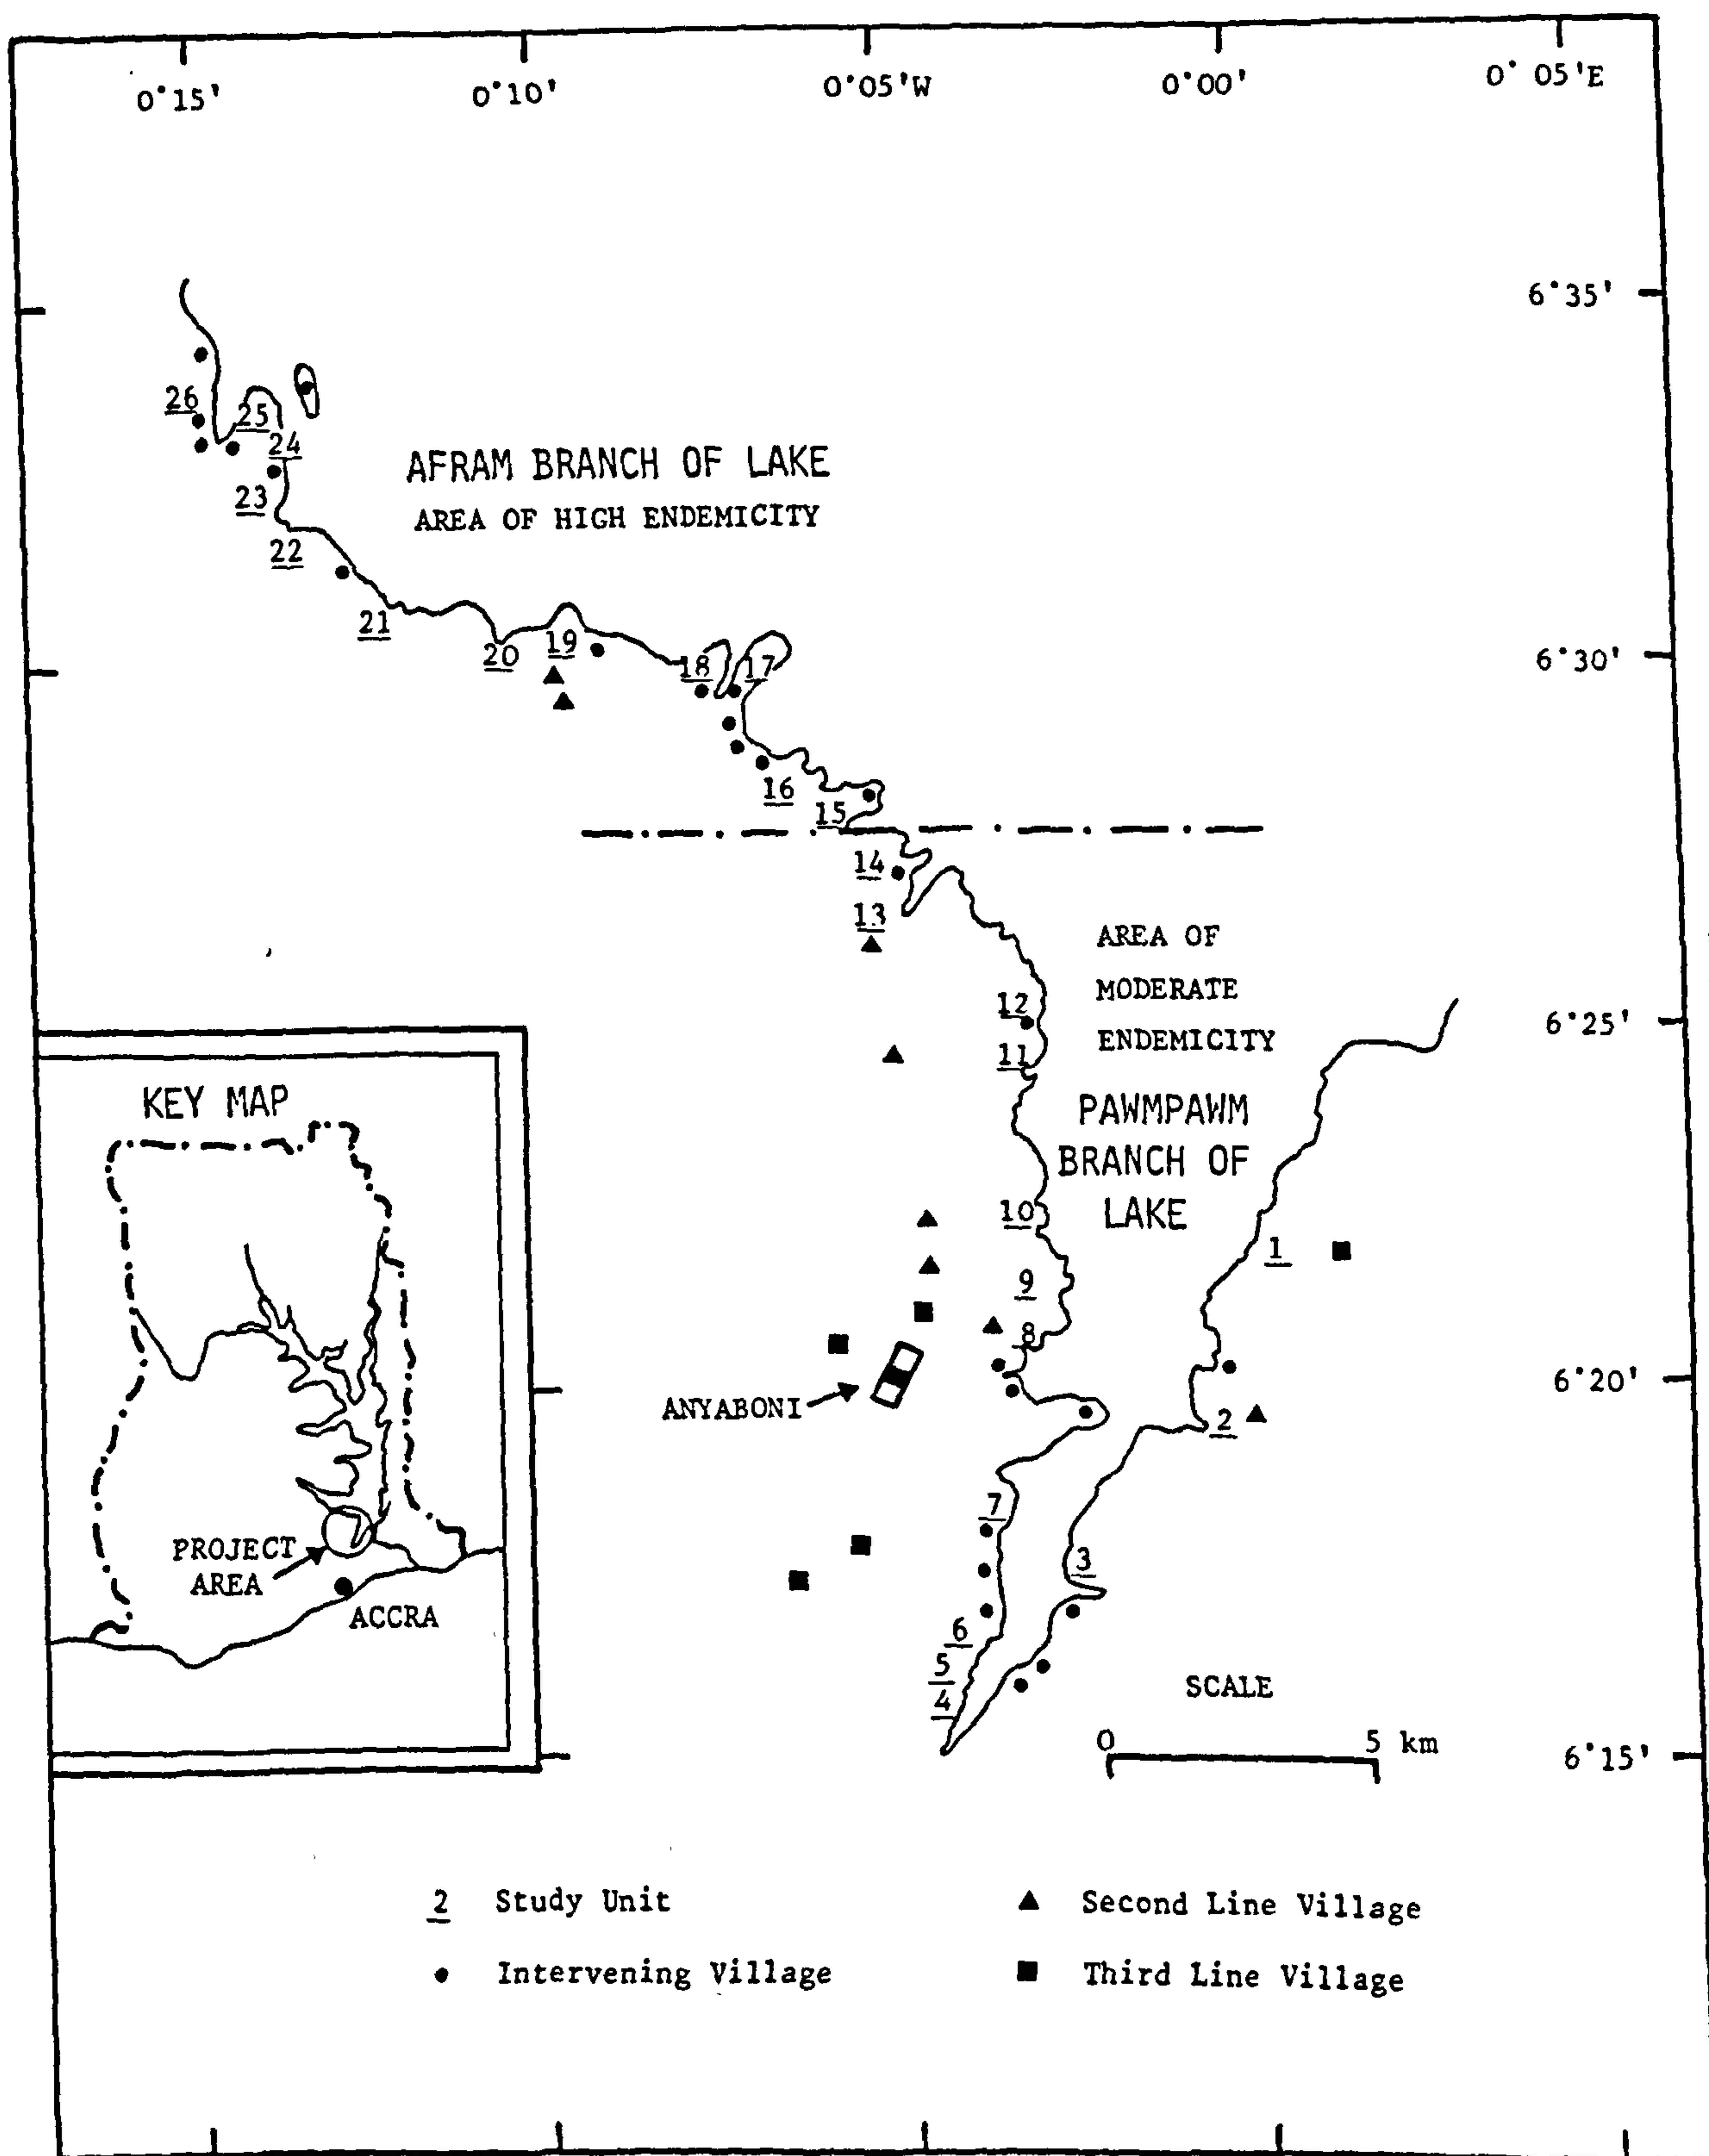 0°15' 0°10' 0°05'W 0°00' 0°05'E
6°35'
26
25
24
AFRAM BRANCH OF LAKE
23
AREA OF HIGH ENDEMICITY
22
21
19
20
18 17
6°30'
16
15
14
13
AREA OF
MODERATE
ENDEMICITY
12
6°25'
11
KEY MAP
PAWMPAWM
BRANCH OF
LAKE
10
1
9
8
6°20'
ANYABONI
2
7
PROJECT
AREA
3
ACCRA
6
5
4
SCALE
0 5 km
6°15'
2 Study Unit
Second Line Village
Intervening Village
Third Line Village